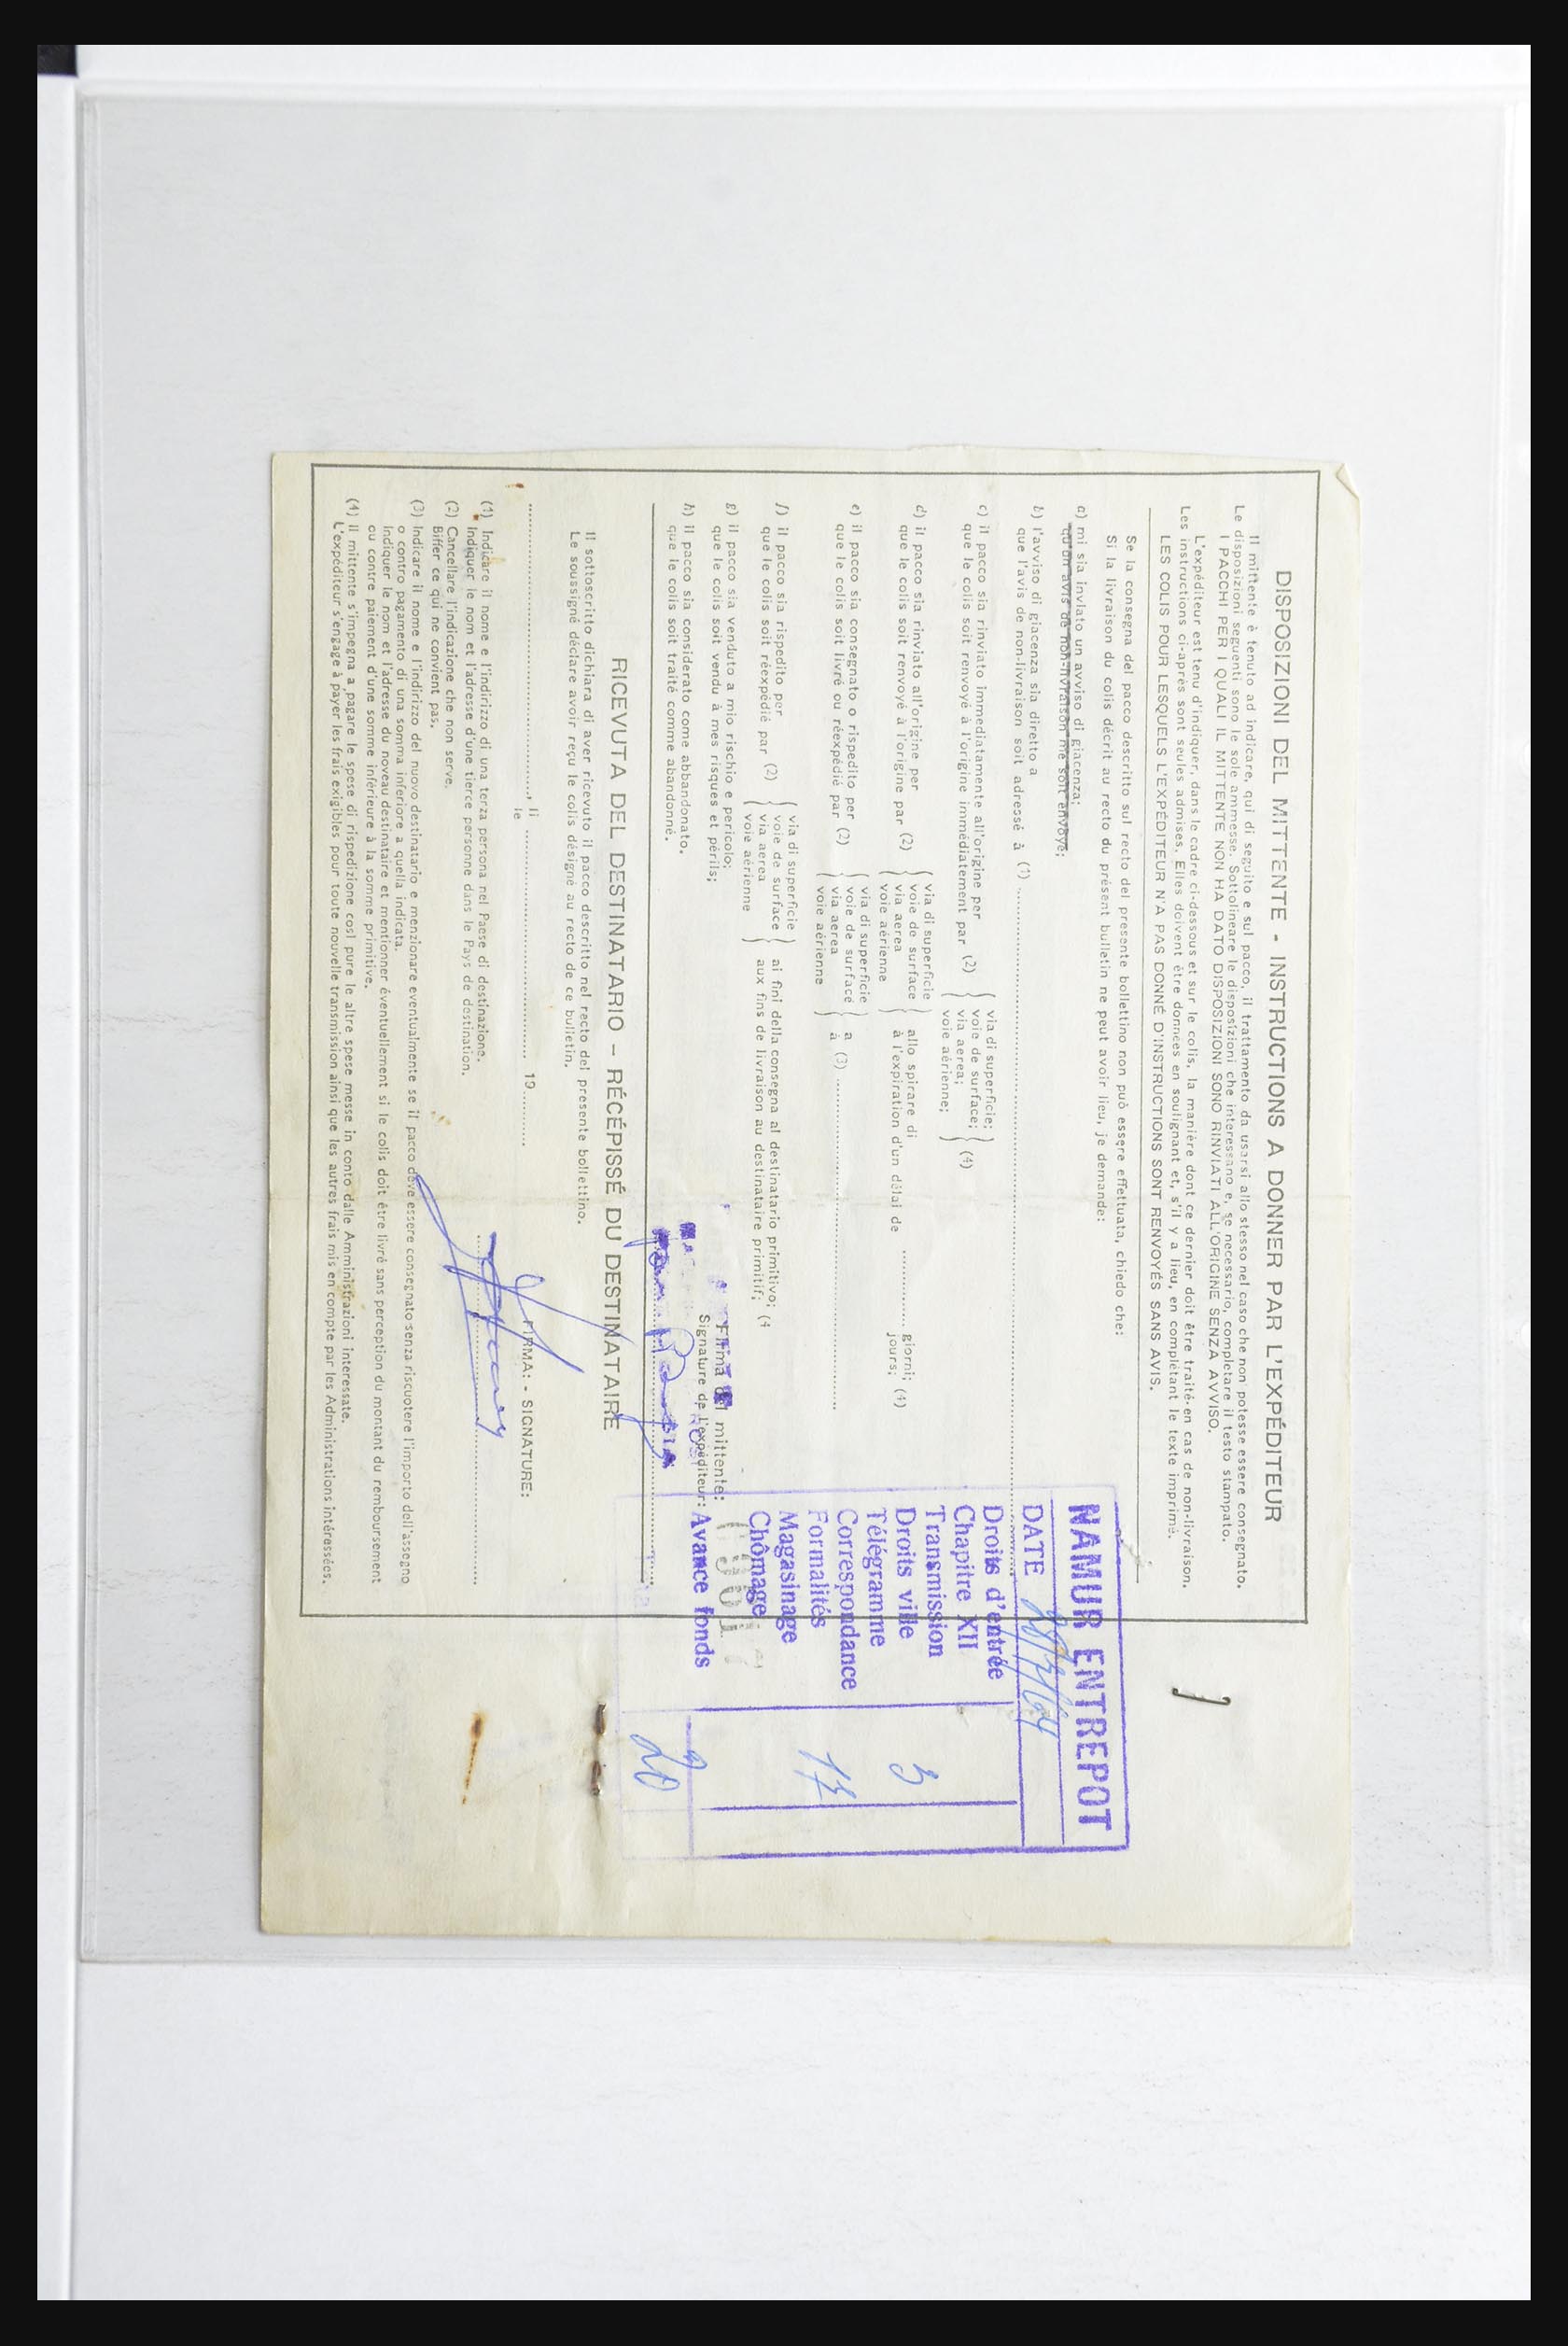 DISPOSIZIONI DEL MITTENTE - INSTRUCTIONS A DONNER PAR L'EXPÉDITEUR
Il mittente è tenuto ad indicare, qui di seguito e sul pacco, il trattamento da usarsi allo stesso nel caso che non potesse essere consegnato.
Le disposizioni seguenti sono le sole ammesse. Sottolineare le disposizioni che interessano e, se necessario, completare il testo stampato.
I PACCHI PER I QUALI IL MITTENTE NON HA DATO DISPOSIZIONI SONO RINVIATI ALL'ORIGINE SENZA AVVISO.
L'expéditeur est tenu d'indiquer, dans le cadre ci-dessous et sur le colis, la manière dont ce dernier doit être traité en cas de non-livraison.
Les instructions ci-après sont seules admises. Elles doivent être données en soulignant et, s'il y a lieu, en complétant le texte imprimé.
LES COLIS POUR LESQUELS L'EXPÉDITEUR N'A PAS DONNÉ D'INSTRUCTIONS SONT RENVOYÉS SANS AVIS.
Se la consegna del pacco descritto sul recto del presente bollettino non può essere effettuata, chiedo che:
Si la livraison du colis décrit au recto du présent bulletin ne peut avoir lieu, je demande:
a) mi sia inviato un avviso di giacenza;
qu'un avis de non-livraison me soit envoyé;
b) l'avviso di giacenza sia diretto a
que l'avis de non-livraison soit adressé à (1)
c) il pacco sia rinviato immediatamente all'origine per
que le colis soit renvoyé à l'origine immédiatement par (2)
via di superficie;
voie de surface;
via aerea;
voie aérienne;
(4)
d) il pacco sia rinviato all'origine per
que le colis soit renvoyé à l'origine par (2)
via di superficie
voie de surface
via aerea
voie aérienne
allo spirare di
à l'expiration d'un délai de
giorni; (4)
jours;
e) il pacco sia consegnato o rispedito per
que le colis soit livré ou réexpédié par (2)
via di superficie
voie de surface
via aerea
voie aérienne
a
à (3)
f) il pacco sia rispedito per
que le colis soit réexpédié par (2)
via di superficie
voie de surface
via aerea
voie aérienne
ai fini della consegna al destinatario primitivo; (4
aux fins de livraison au destinataire primitif;
g) il pacco sia venduto a mio rischio e pericolo;
que le colis soit vendu à mes risques et périls;
h) il pacco sia considerato come abbandonato.
que le colis soit traité comme abandonné.
Firma del mittente:
Signature de l'expéditeur:
RICEVUTA DEL DESTINATARIO - RÉCÉPISSÉ DU DESTINATAIRE
Il sottoscritto dichiara di aver ricevuto il pacco descritto nel recto del presente bollettino.
Le soussigné déclare avoir reçu le colis désigné au recto de ce bulletin.
, li
le
19
FIRMA: - SIGNATURE:
(1) Indicare il nome e l'indirizzo di una terza persona nel Paese di destinazione.
Indiquer le nom et l'adresse d'une tierce personne dans le Pays de destination.
(2) Cancellare l'indicazione che non serve.
Biffer ce qui ne convient pas.
(3) Indicare il nome e l'indirizzo del nuovo destinatario e menzionare eventualmente se il pacco deve essere consegnato senza riscuotere l'importo dell'assegno
o contro pagamento di una somma inferiore a quella indicata.
Indiquer le nom et l'adresse du noveau destinataire et mentionner éventuellement si le colis doit être livré sans perception du montant du remboursement
ou contre paiement d'une somme inférieure à la somme primitive.
(4) Il mittente s'impegna a pagare le spese di rispedizione così pure le altre spese messe in conto dalle Amministrazioni interessate.
L'expéditeur s'engage à payer les frais exigibles pour toute nouvelle transmission ainsi que les autres frais mis en compte par les Administrations intéressées.
NAMUR ENTREPOT
DATE
Droits d'entrée
Chapitre XII
Transmission
Droits ville 3
Télégramme
Correspondance
Formalités 17
Magasinage
Chômage
Avance fonds
20